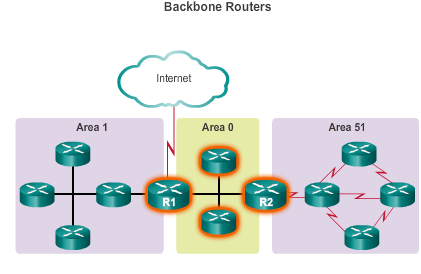 Backbone Routers
Internet
Area 1
Area 0
Area 51
R1
R2